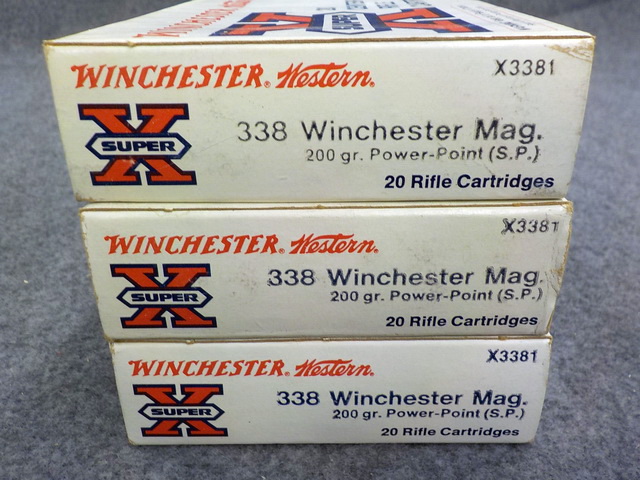 SUPER
WINCHESTER® Western®
X3381
SUPER X
338 Winchester Mag.
200 gr. Power-Point (S.P.)
20 Rifle Cartridges
WINCHESTER® Western®
X3381
SUPER X
338 Winchester Mag.
200 gr. Power-Point (S.P.)
20 Rifle Cartridges
WINCHESTER® Western®
X3381
SUPER X
338 Winchester Mag.
200 gr. Power-Point (S.P.)
20 Rifle Cartridges